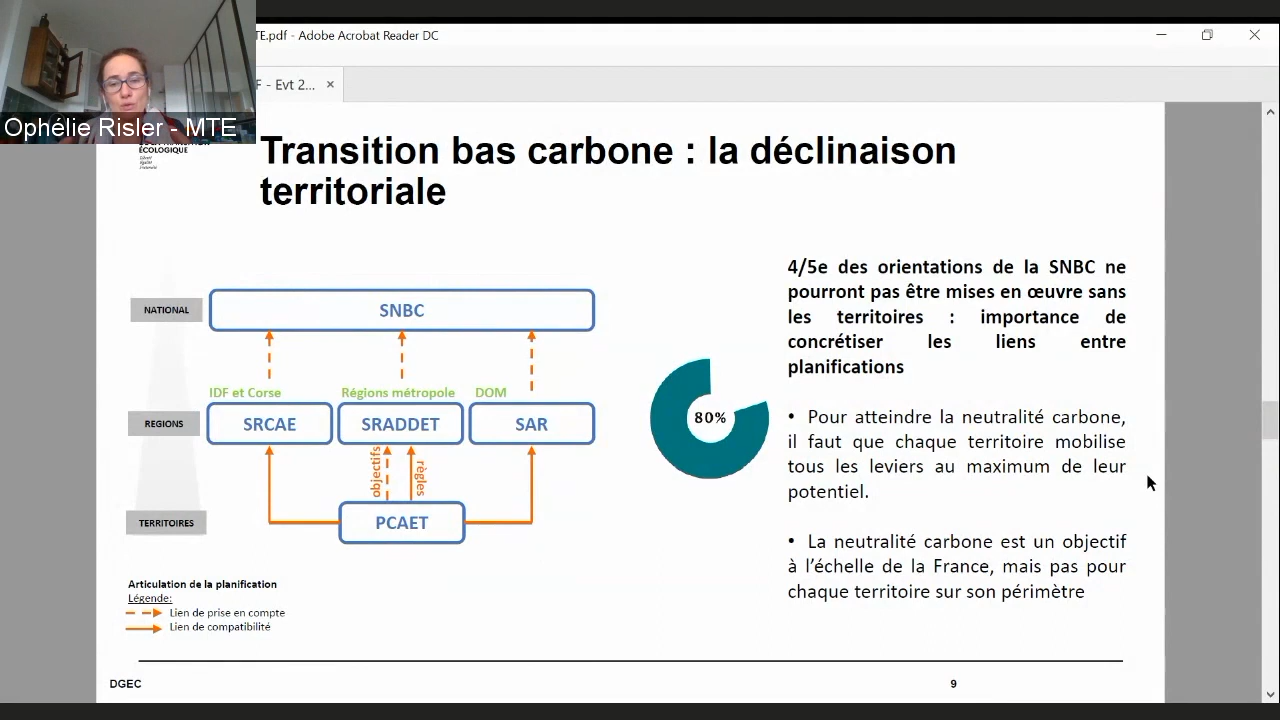 TE.pdf - Adobe Acrobat Reader DC
F - Evt 2...
Ophélie Risler - MTE
ÉCOLOGIQUE
Transition bas carbone : la déclinaison
territoriale
NATIONAL
SNBC
IDF et Corse
Régions métropole
DOM
REGIONS
SRCAE
SRADDET
SAR
objectifs
règles
TERRITOIRES
PCAET
Articulation de la planification
Légende:
Lien de prise en compte
Lien de compatibilité
80%
4/5e des orientations de la SNBC ne
pourront pas être mises en œuvre sans
les territoires : importance de
concrétiser les liens entre
planifications
• Pour atteindre la neutralité carbone,
il faut que chaque territoire mobilise
tous les leviers au maximum de leur
potentiel.
• La neutralité carbone est un objectif
à l’échelle de la France, mais pas pour
chaque territoire sur son périmètre
DGEC
9